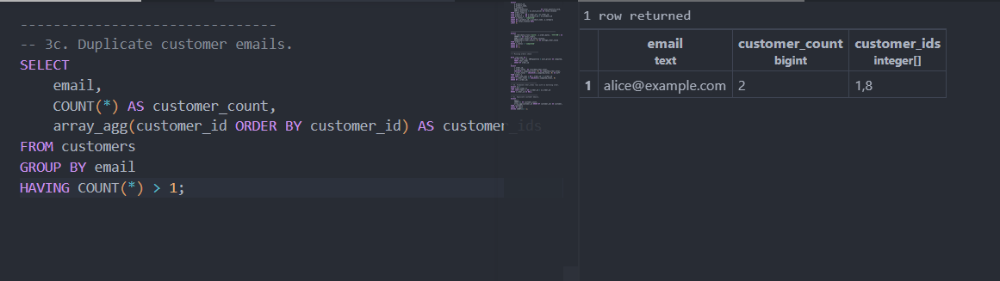 -------------------------------
-- 3c. Duplicate customer emails.
SELECT
    email,
    COUNT(*) AS customer_count,
    array_agg(customer_id ORDER BY customer_id) AS customer_ids
FROM customers
GROUP BY email
HAVING COUNT(*) > 1;
1 row returned
email customer_count customer_ids
text bigint integer[]
1 alice@example.com 2 1,8